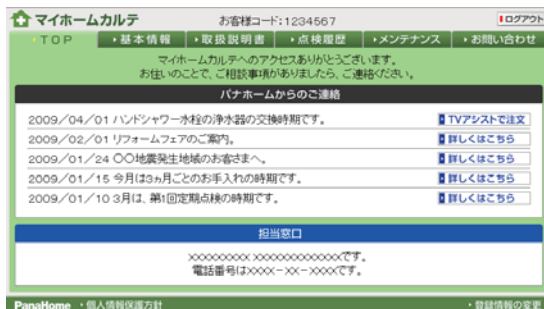 マイホームカルテ お客様コード:1234567 ログアウト
TOP 基本情報 取扱説明書 点検履歴 メンテナンス お問い合わせ
マイホームカルテへのアクセスありがとうございます。
お住いのことで、ご相談事項がありましたら、ご連絡ください。
パナホームからのご連絡
2009/04/01 ハンドシャワー水栓の浄水器の交換時期です。 TVアシストで注文
2009/02/01 リフォームフェアのご案内。 詳しくはこちら
2009/01/24 〇〇地震発生地域のお客さまへ。 詳しくはこちら
2009/01/15 今月は3ヵ月ごとのお手入れの時期です。 詳しくはこちら
2009/01/10 3月は、第1回定期点検の時期です。 詳しくはこちら
担当窓口
xxxxxxxxxx xxxxxxxxxxxxxです。
電話番号はxxxx-xx-xxxxです。
PanaHome ・個人情報保護方針 ・登録情報の変更